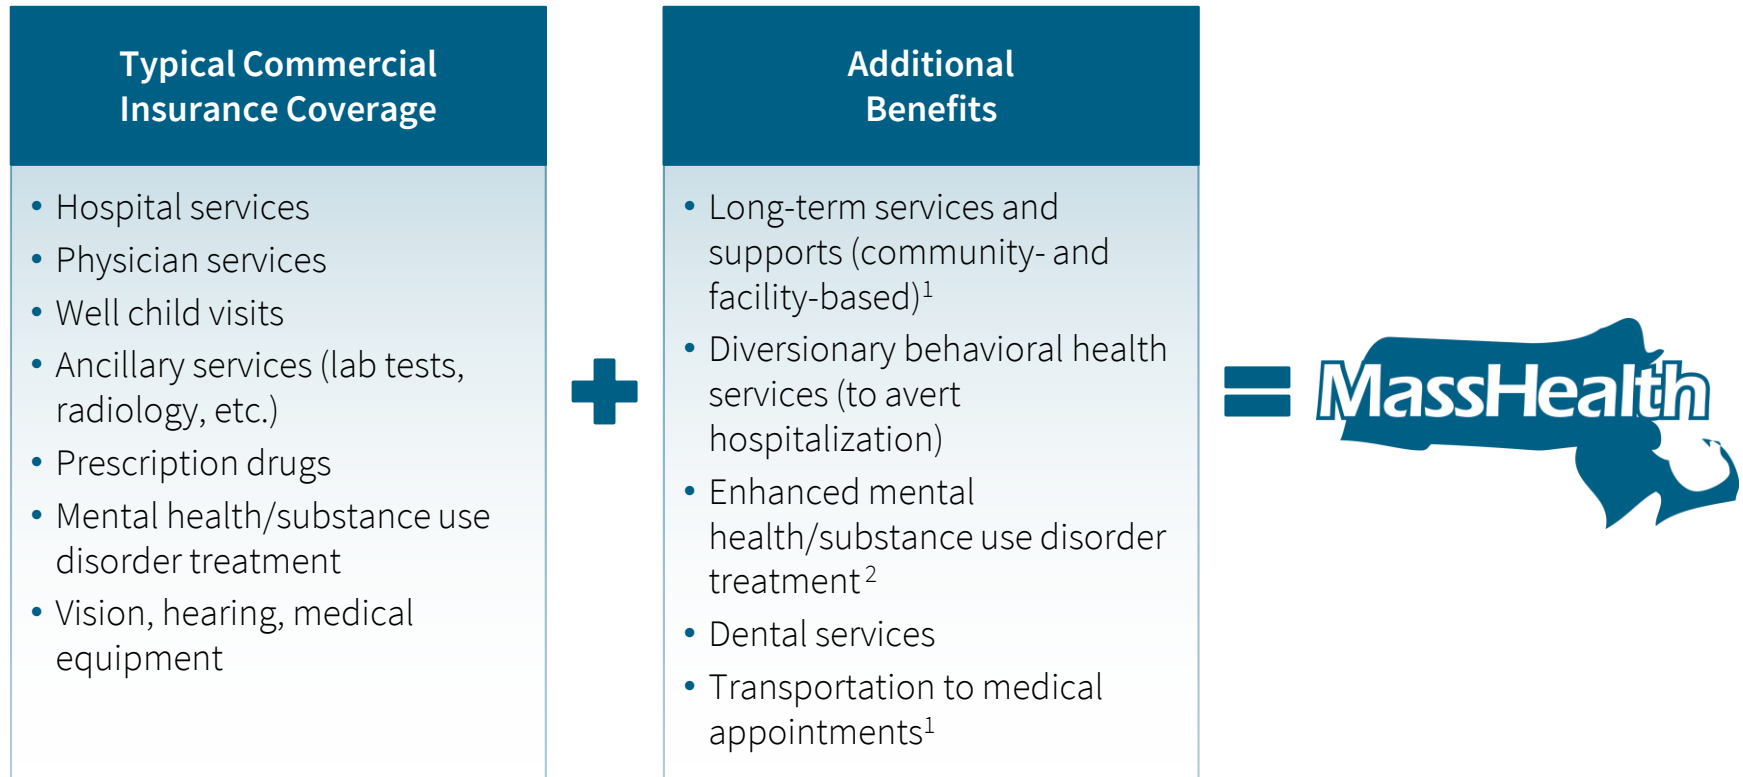 Typical Commercial
Insurance Coverage
• Hospital services
• Physician services
• Well child visits
• Ancillary services (lab tests,
radiology, etc.)
• Prescription drugs
• Mental health/substance use
disorder treatment
• Vision, hearing, medical
equipment
Additional
Benefits
• Long-term services and
supports (community- and
facility-based)¹
• Diversionary behavioral health
services (to avert
hospitalization)
• Enhanced mental
health/substance use disorder
treatment ²
• Dental services
• Transportation to medical
appointments¹
MassHealth